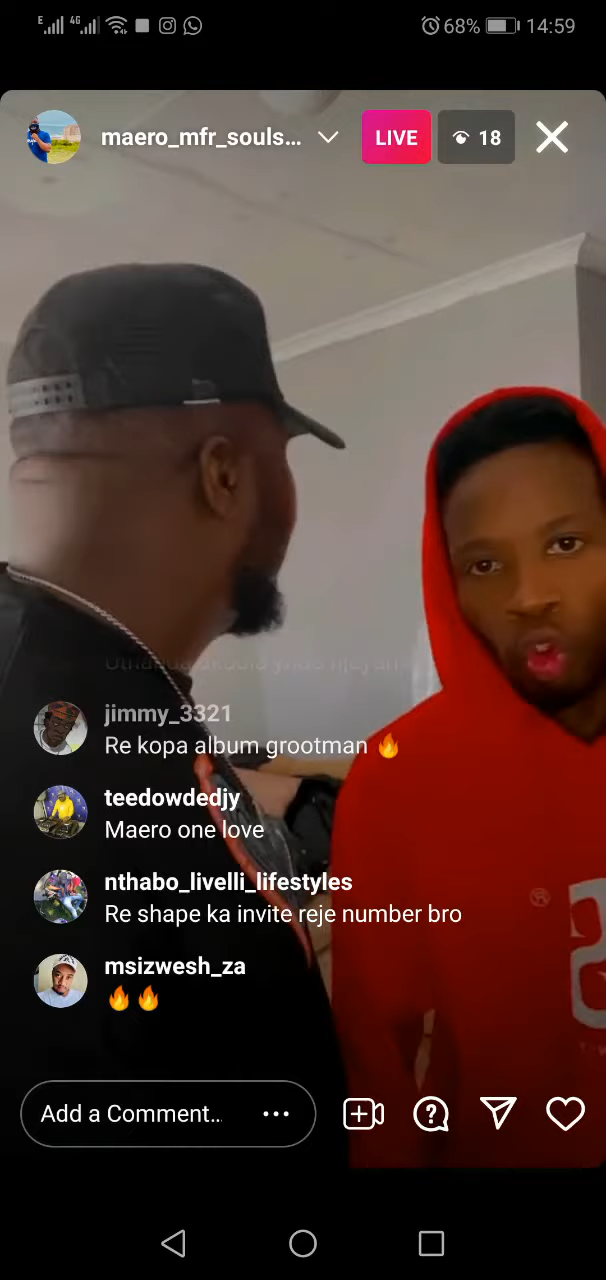 E 4G 68% 14:59
maero_mfr_souls... LIVE 18
jimmy_3321
Re kopa album grootman 🔥
teedowdedjy
Maero one love
nthabo_livelli_lifestyles
Re shape ka invite reje number bro
msizwesh_za
🔥🔥
Add a Comment..